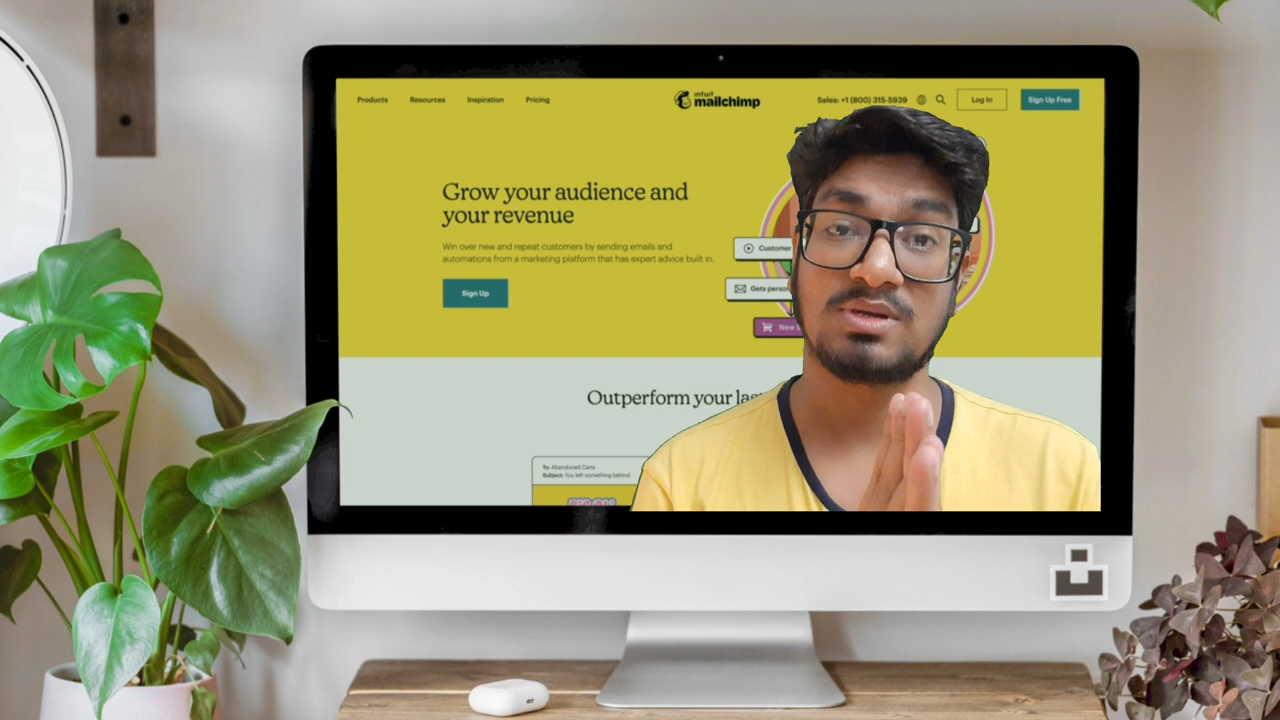 Products Resources Inspiration Pricing
intuit
mailchimp
Sales: +1 (800) 315-5939
Log In
Sign Up Free
Grow your audience and
your revenue
Win over new and repeat customers by sending emails and
automations from a marketing platform that has expert advice built in.
Sign Up
Customer
Gets
New
Outperform your
To: Abandoned Carts
Subject: You left something behind